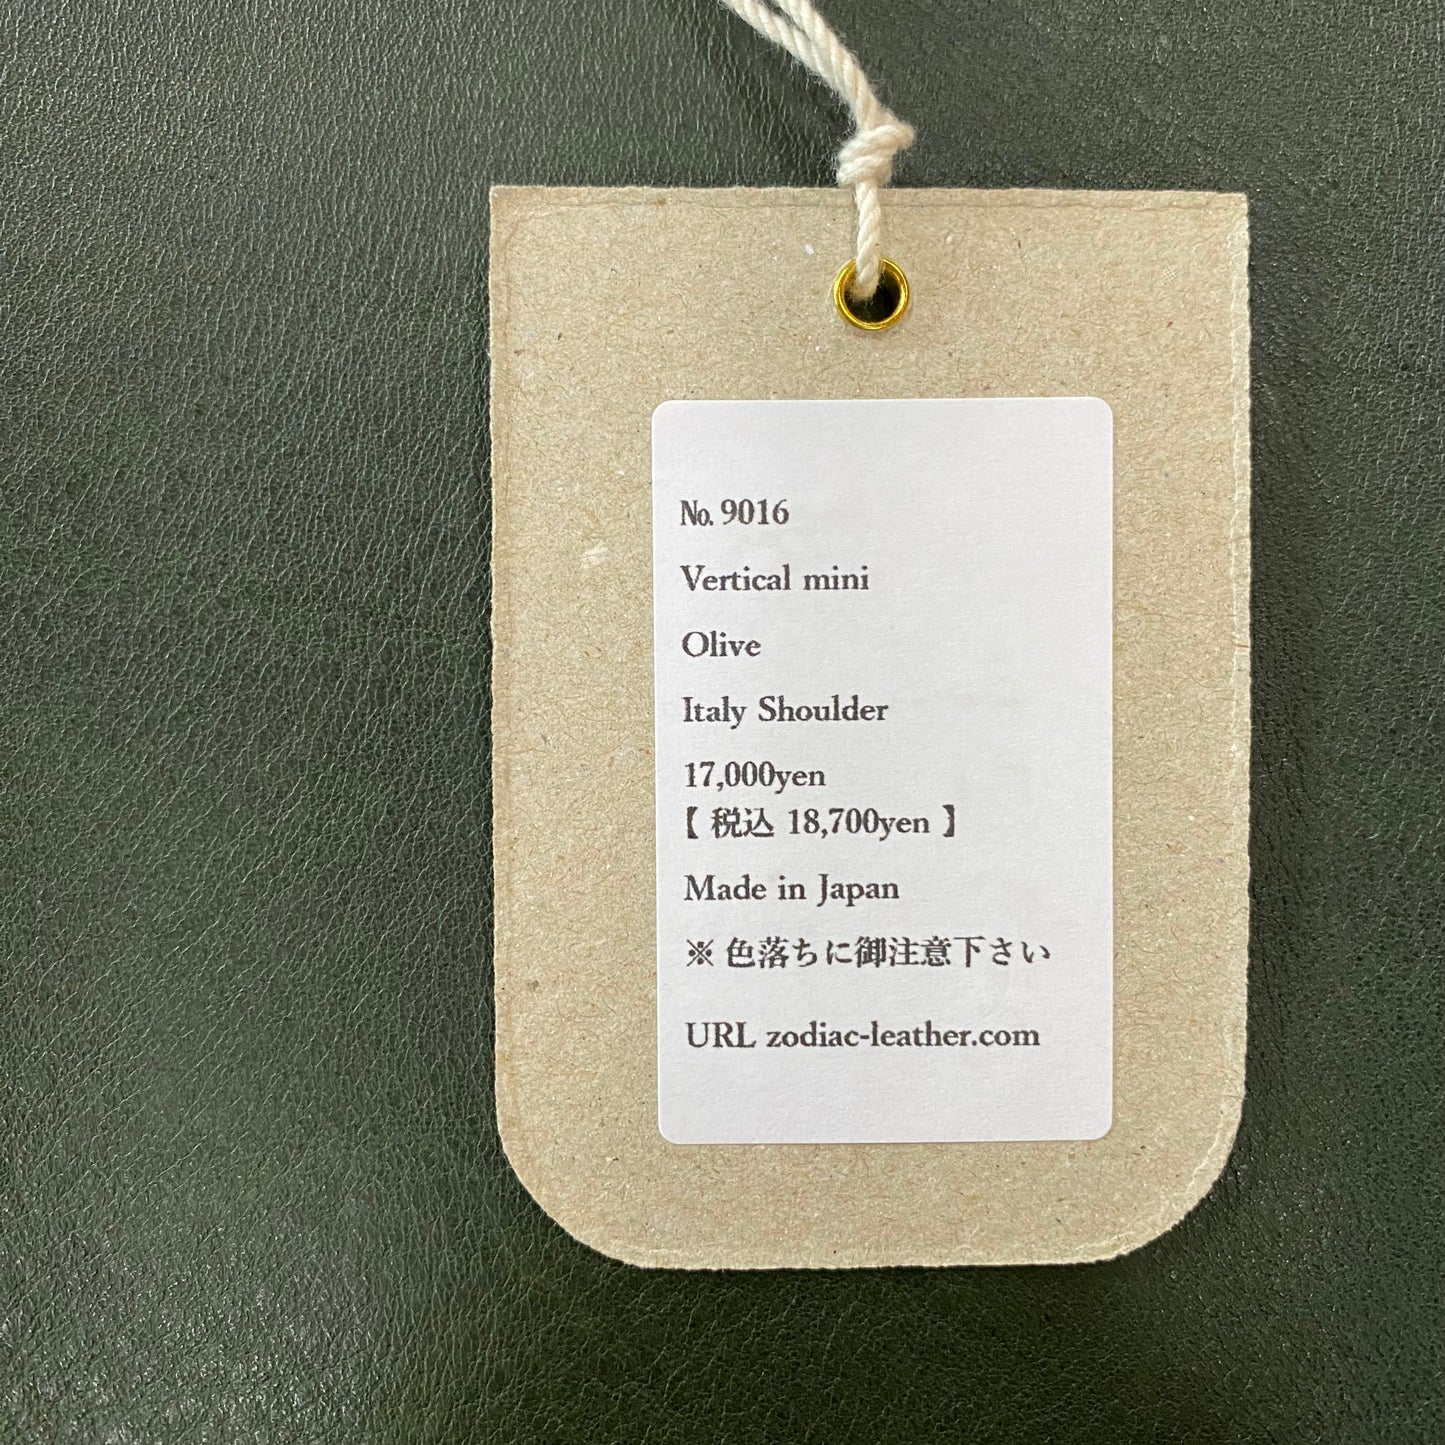 № 9016
Vertical mini
Olive
Italy Shoulder
17,000yen
【 税込 18,700yen 】
Made in Japan
※ 色落ちに御注意下さい
URL zodiac-leather.com